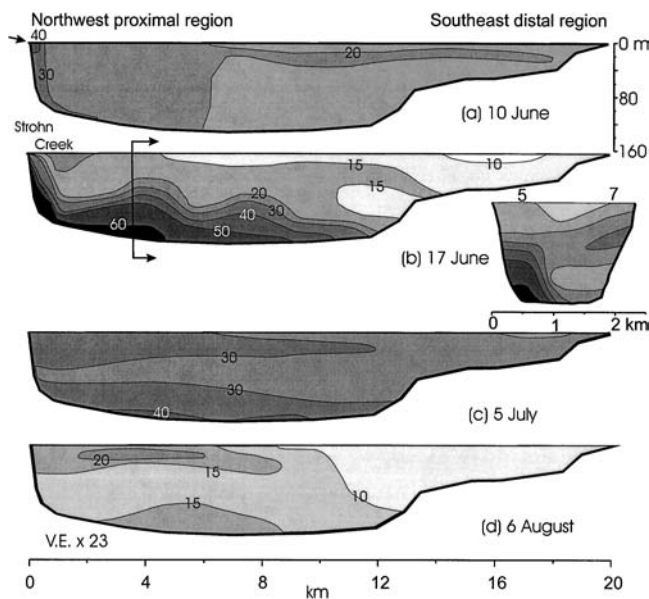 Northwest proximal region Southeast distal region
40
30
20
0 m
80
160
(a) 10 June
Strohn
Creek
15
10
15
20
30
40
50
60
5 7
(b) 17 June
0 1 2 km
30
30
40
(c) 5 July
20
15
10
15
(d) 6 August
V.E. x 23
0 4 8 12 16 20
km